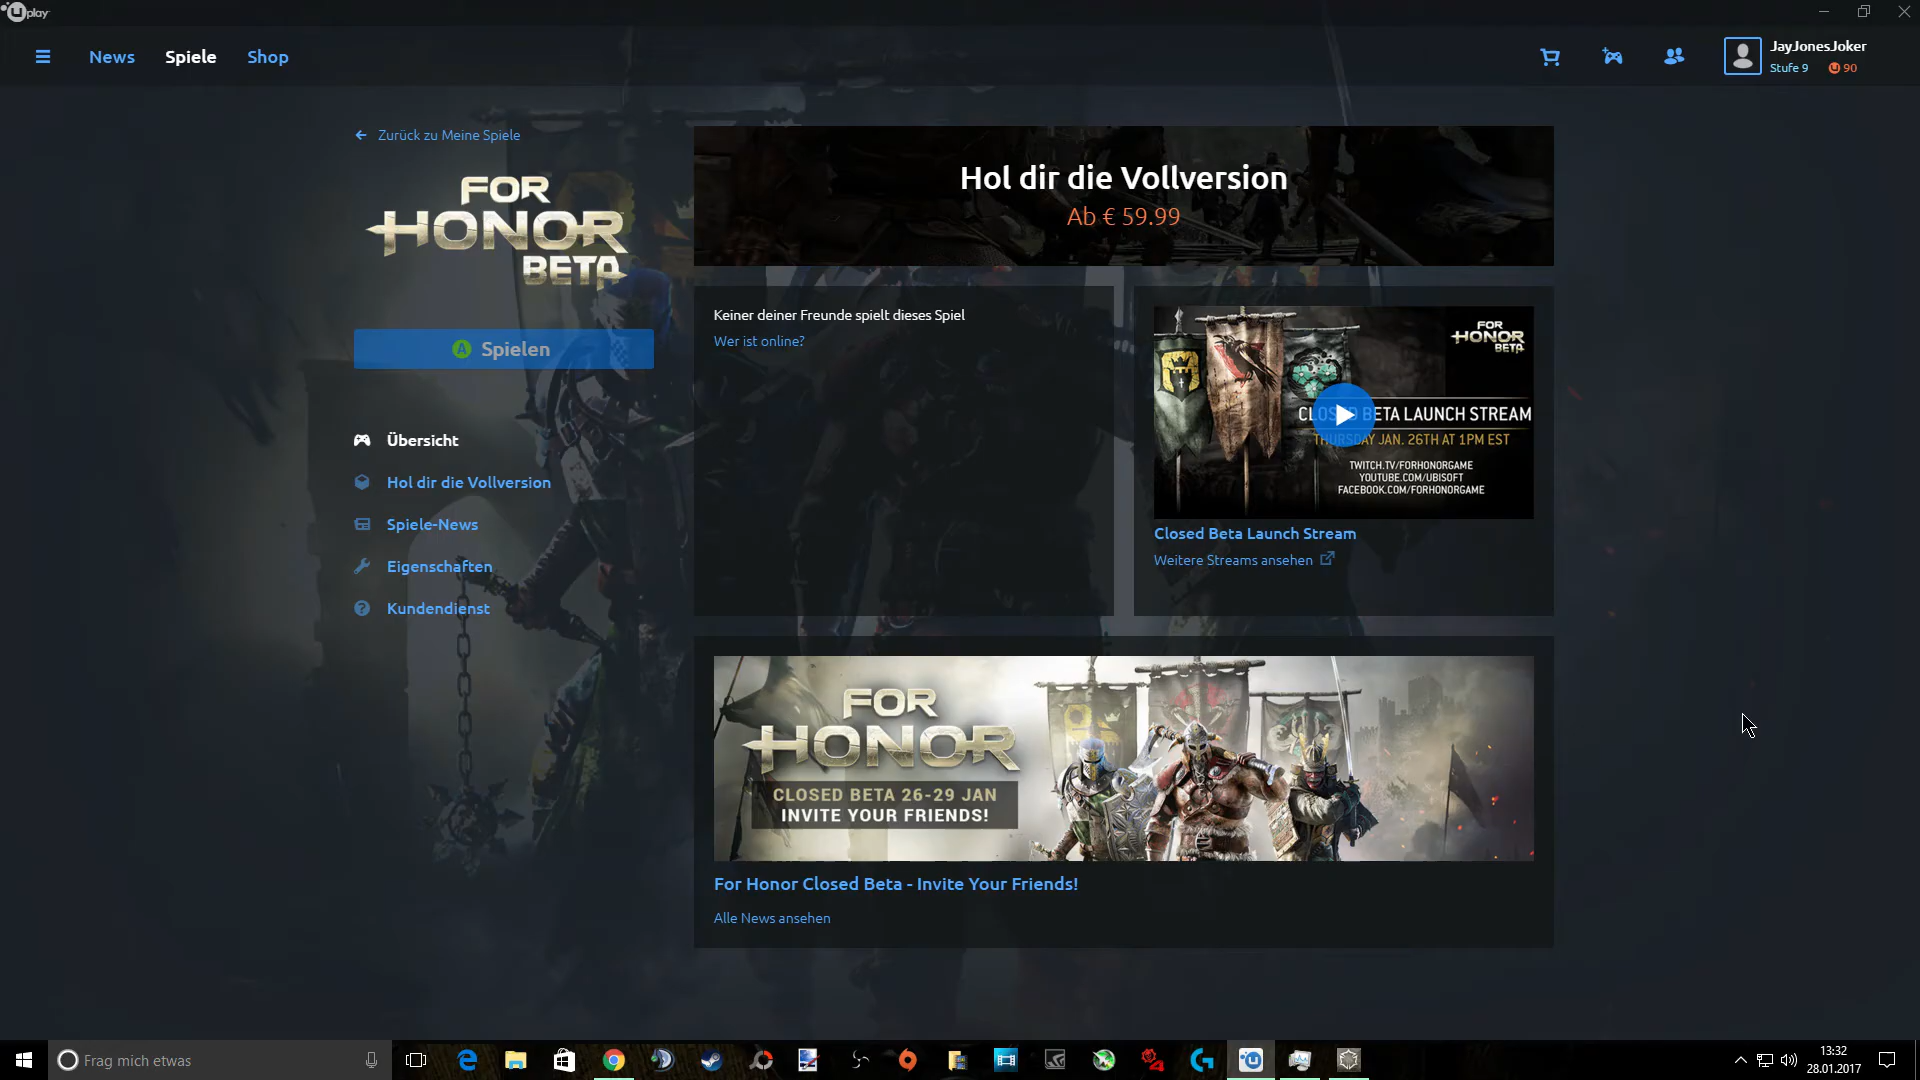 Uplay
News
Spiele
Shop
JayJonesJoker
Stufe 9
90
Zurück zu Meine Spiele
FOR
HONOR
BETA
A Spielen
Übersicht
Hol dir die Vollversion
Spiele-News
Eigenschaften
Kundendienst
Hol dir die Vollversion
Ab € 59.99
Keiner deiner Freunde spielt dieses Spiel
Wer ist online?
FOR
HONOR
BETA
CLOSED BETA LAUNCH STREAM
THURSDAY JAN. 26TH AT 1PM EST
TWITCH.TV/FORHONORGAME
YOUTUBE.COM/UBISOFT
FACEBOOK.COM/FORHONORGAME
Closed Beta Launch Stream
Weitere Streams ansehen
FOR
HONOR
CLOSED BETA 26-29 JAN
INVITE YOUR FRIENDS!
For Honor Closed Beta - Invite Your Friends!
Alle News ansehen
Frag mich etwas
13:32
28.01.2017